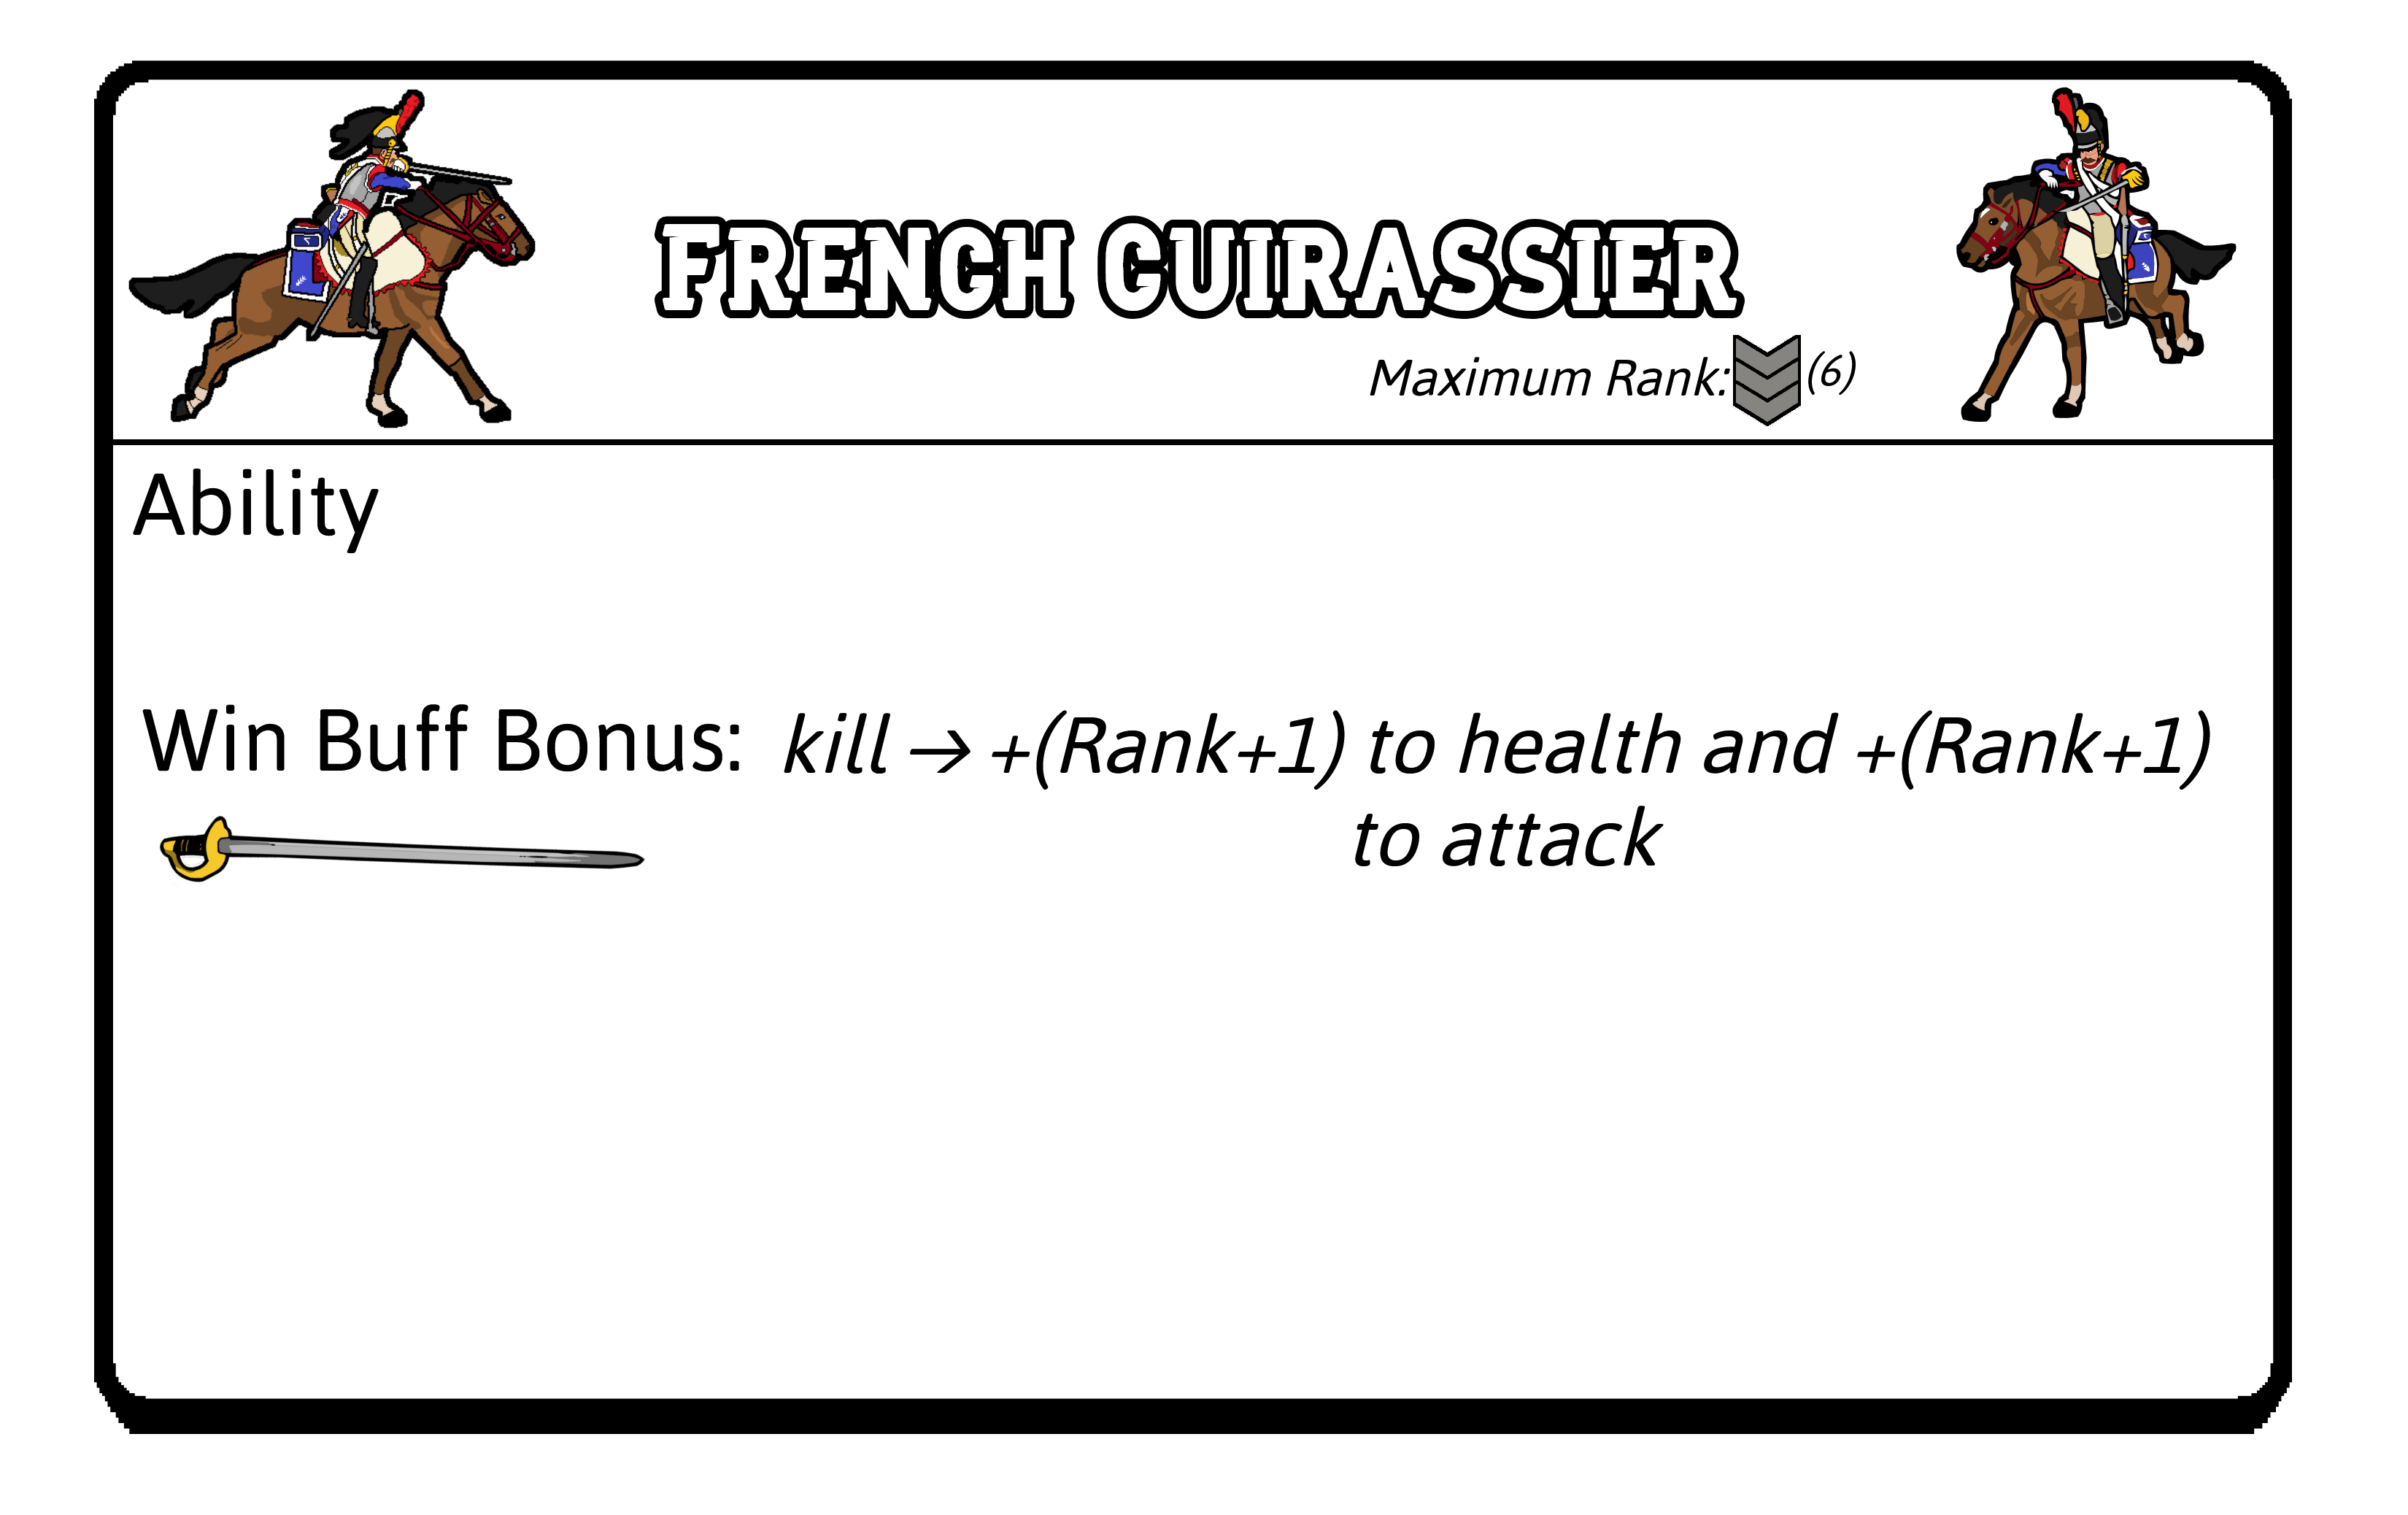 FRENCH CUIRASSIER
Maximum Rank: (6)
Ability
Win Buff Bonus: kill → +(Rank+1) to health and +(Rank+1)
to attack